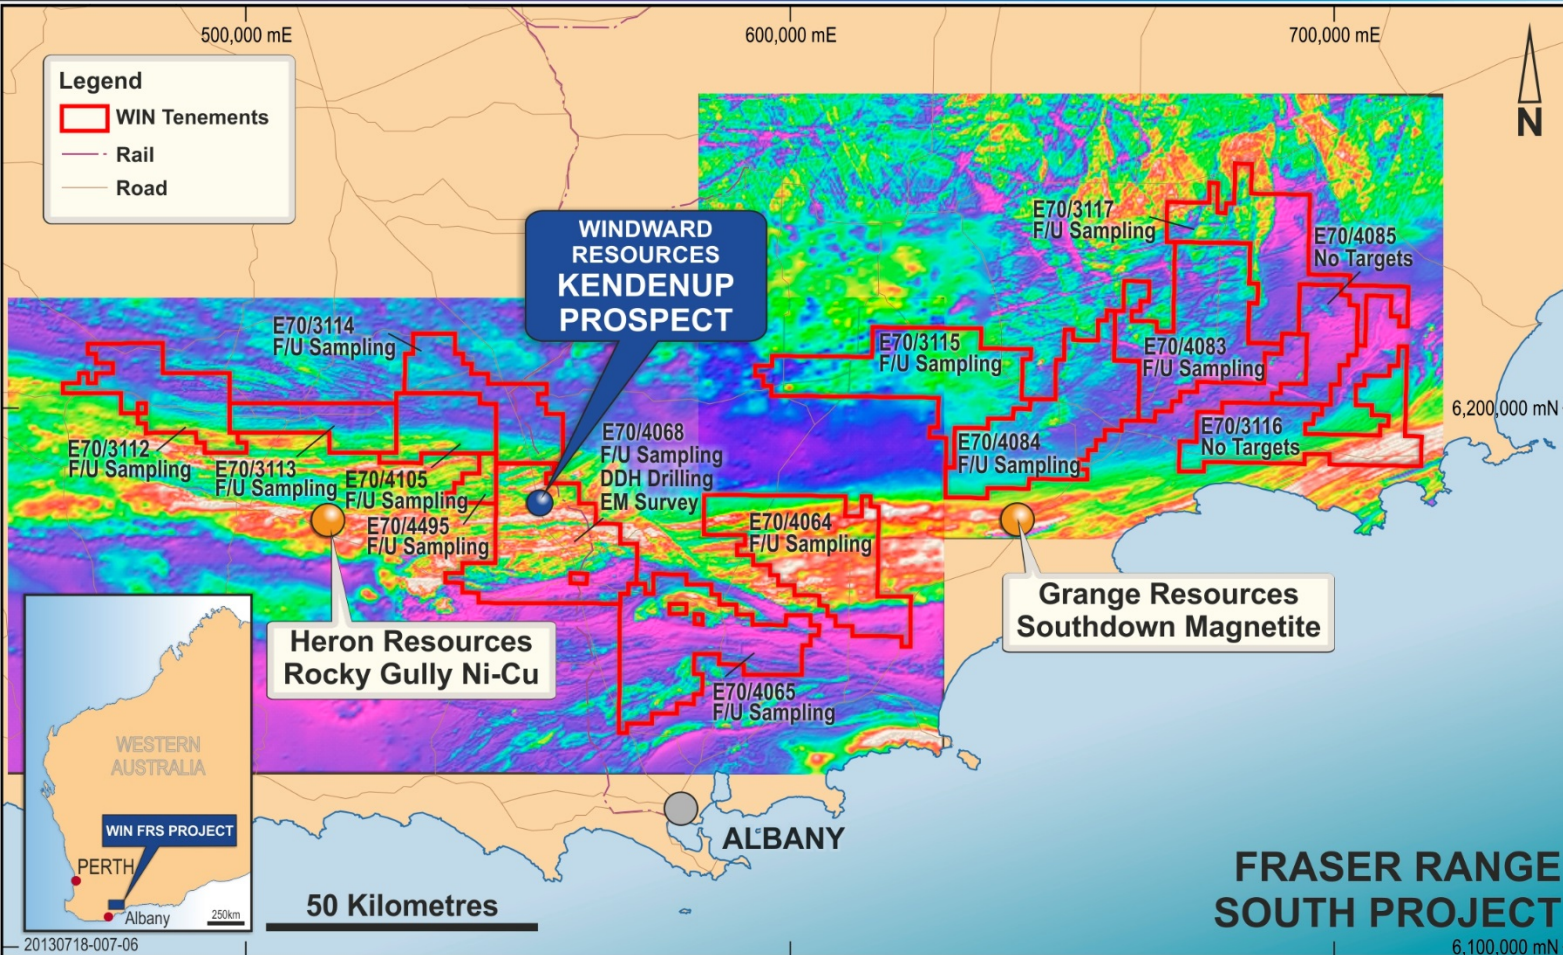 500,000 mE
600,000 mE
700,000 mE
Legend
WIN Tenements
Rail
Road
N
WINDWARD
RESOURCES
KENDENUP
PROSPECT
E70/3117
F/U Sampling
E70/4085
No Targets
E70/3114
F/U Sampling
E70/3115
F/U Sampling
E70/4083
F/U Sampling
6,200,000 mN
E70/3112
F/U Sampling
E70/3113
F/U Sampling
E70/4105
F/U Sampling
E70/4495
F/U Sampling
E70/4068
F/U Sampling
DDH Drilling
EM Survey
E70/4084
F/U Sampling
E70/3116
No Targets
E70/4064
F/U Sampling
Heron Resources
Rocky Gully Ni-Cu
Grange Resources
Southdown Magnetite
E70/4065
F/U Sampling
WESTERN
AUSTRALIA
WIN FRS PROJECT
PERTH
Albany
250km
ALBANY
50 Kilometres
FRASER RANGE
SOUTH PROJECT
20130718-007-06
6,100,000 mN